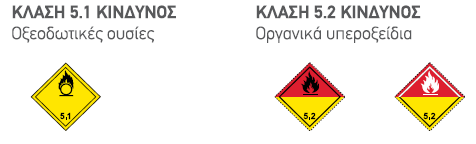 ΚΛΑΣΗ 5.1 ΚΙΝΔΥΝΟΣ
Οξεοδωτικές ουσίες
5,1
ΚΛΑΣΗ 5.2 ΚΙΝΔΥΝΟΣ
Οργανικά υπεροξείδια
5,2
5,2